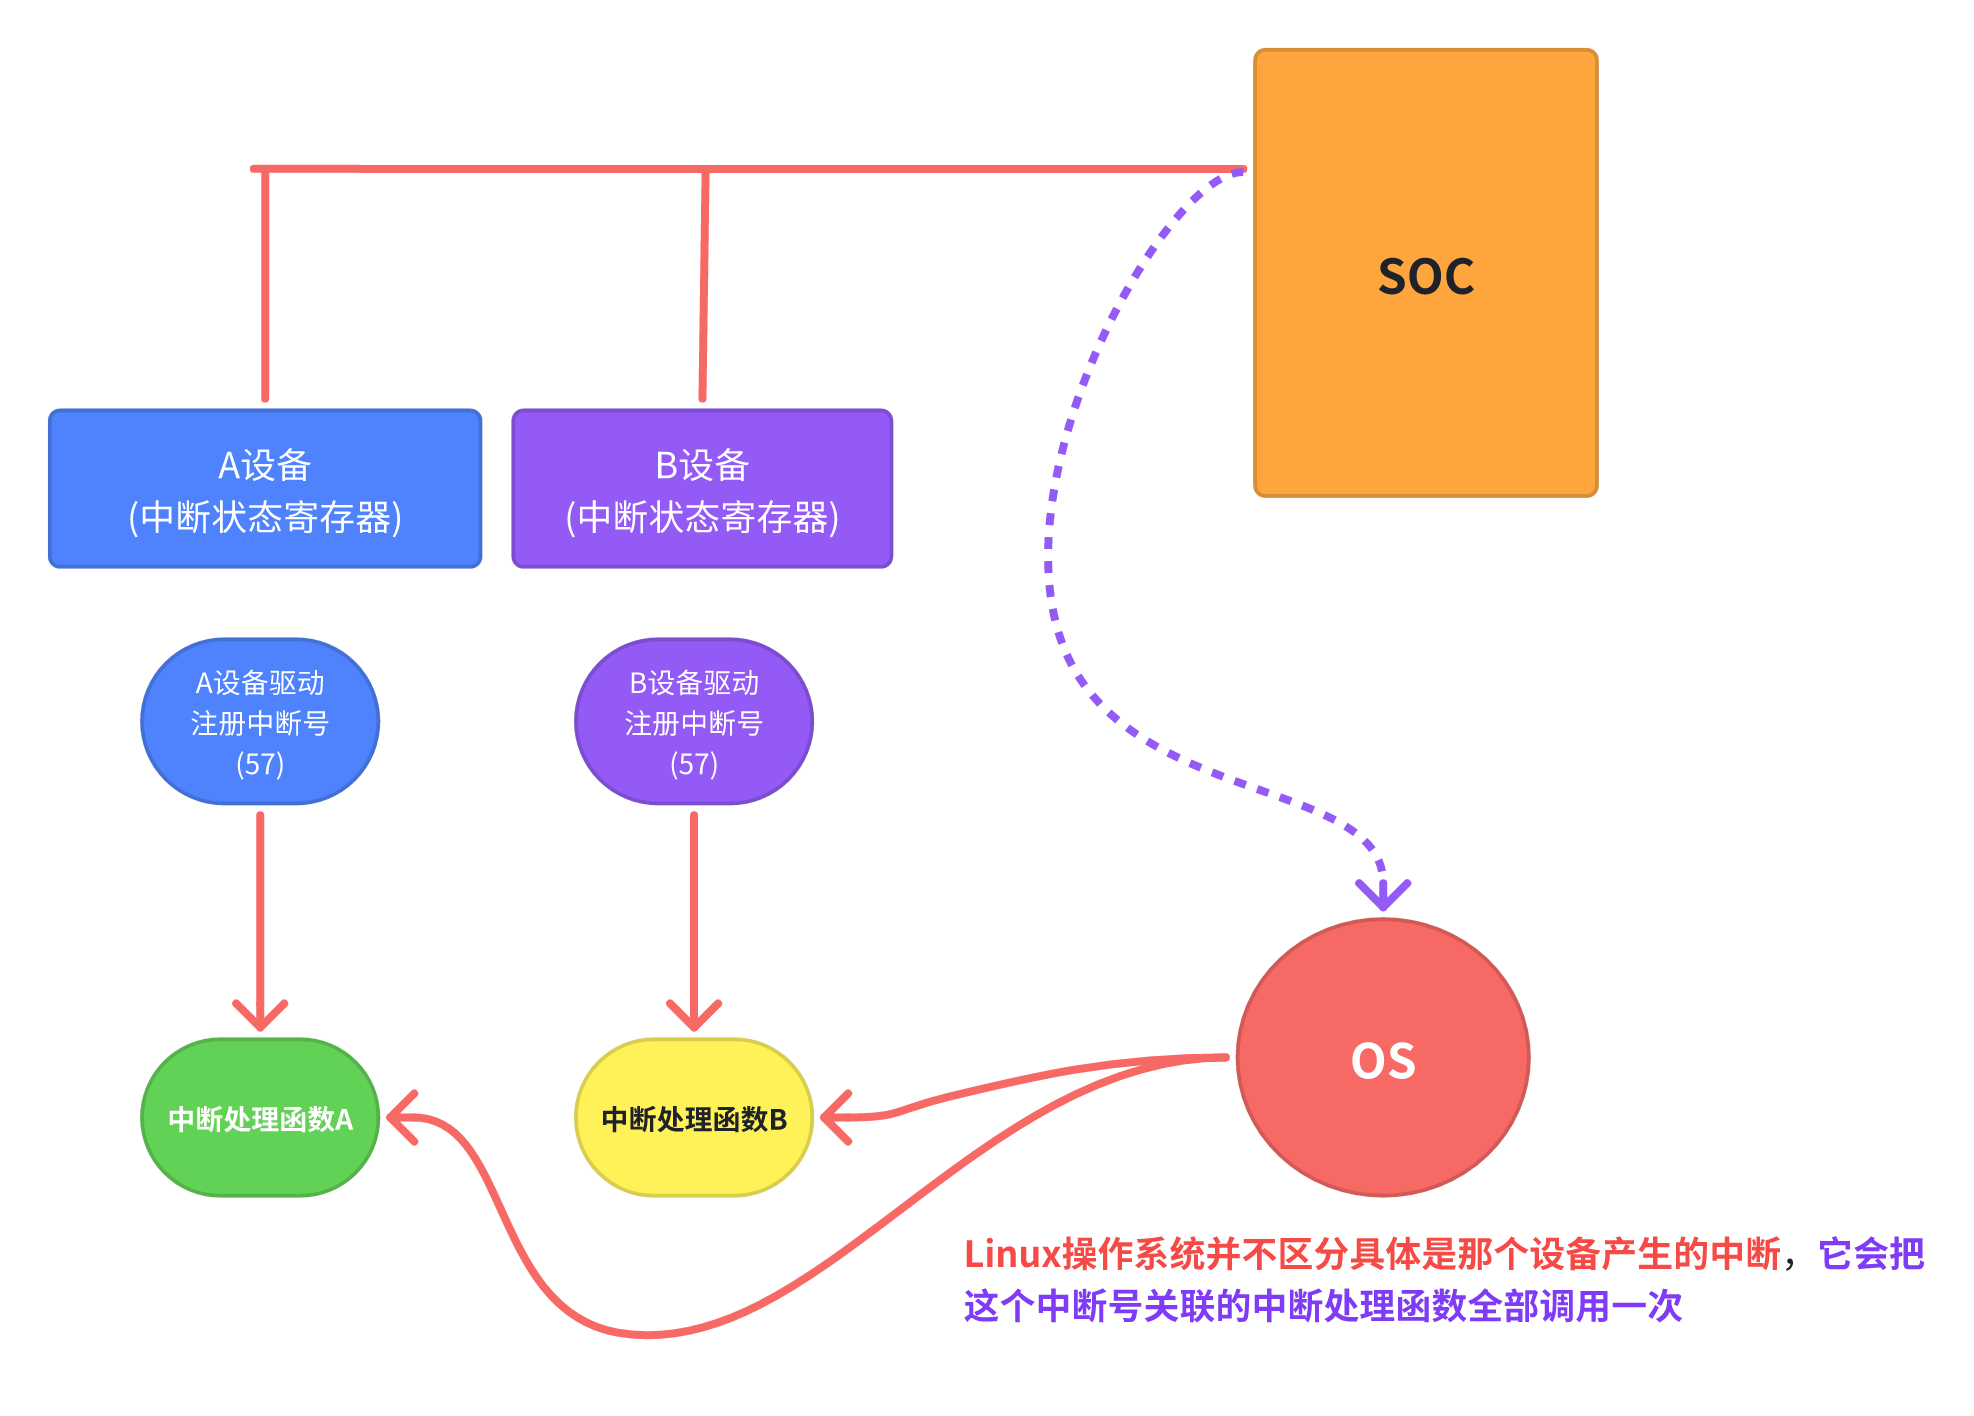 SOC
A设备
(中断状态寄存器)
B设备
(中断状态寄存器)
A设备驱动
注册中断号
(57)
B设备驱动
注册中断号
(57)
中断处理函数A
中断处理函数B
OS
Linux操作系统并不区分具体是那个设备产生的中断，它会把
这个中断号关联的中断处理函数全部调用一次